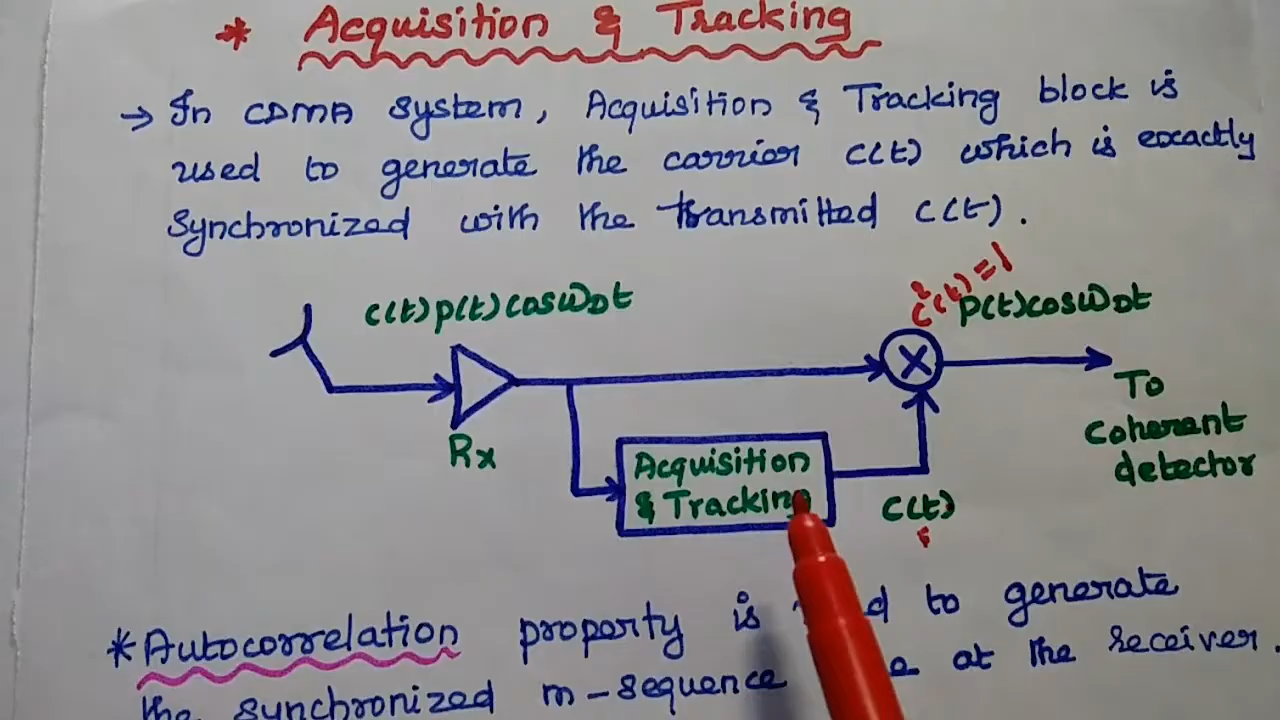 * Acquisition & Tracking
→ In CDMA system, Acquisition & Tracking block is
used to generate the carrier c(t) which is exactly
Synchronized with the transmitted c(t).
c²(t)=1
c(t)p(t)cosω₀t
p(t)cosω₀t
To
coherent
detector
Rx
Acquisition
& Tracking
c(t)
* Autocorrelation property is to generate
the synchronized m-sequence at the receiver.